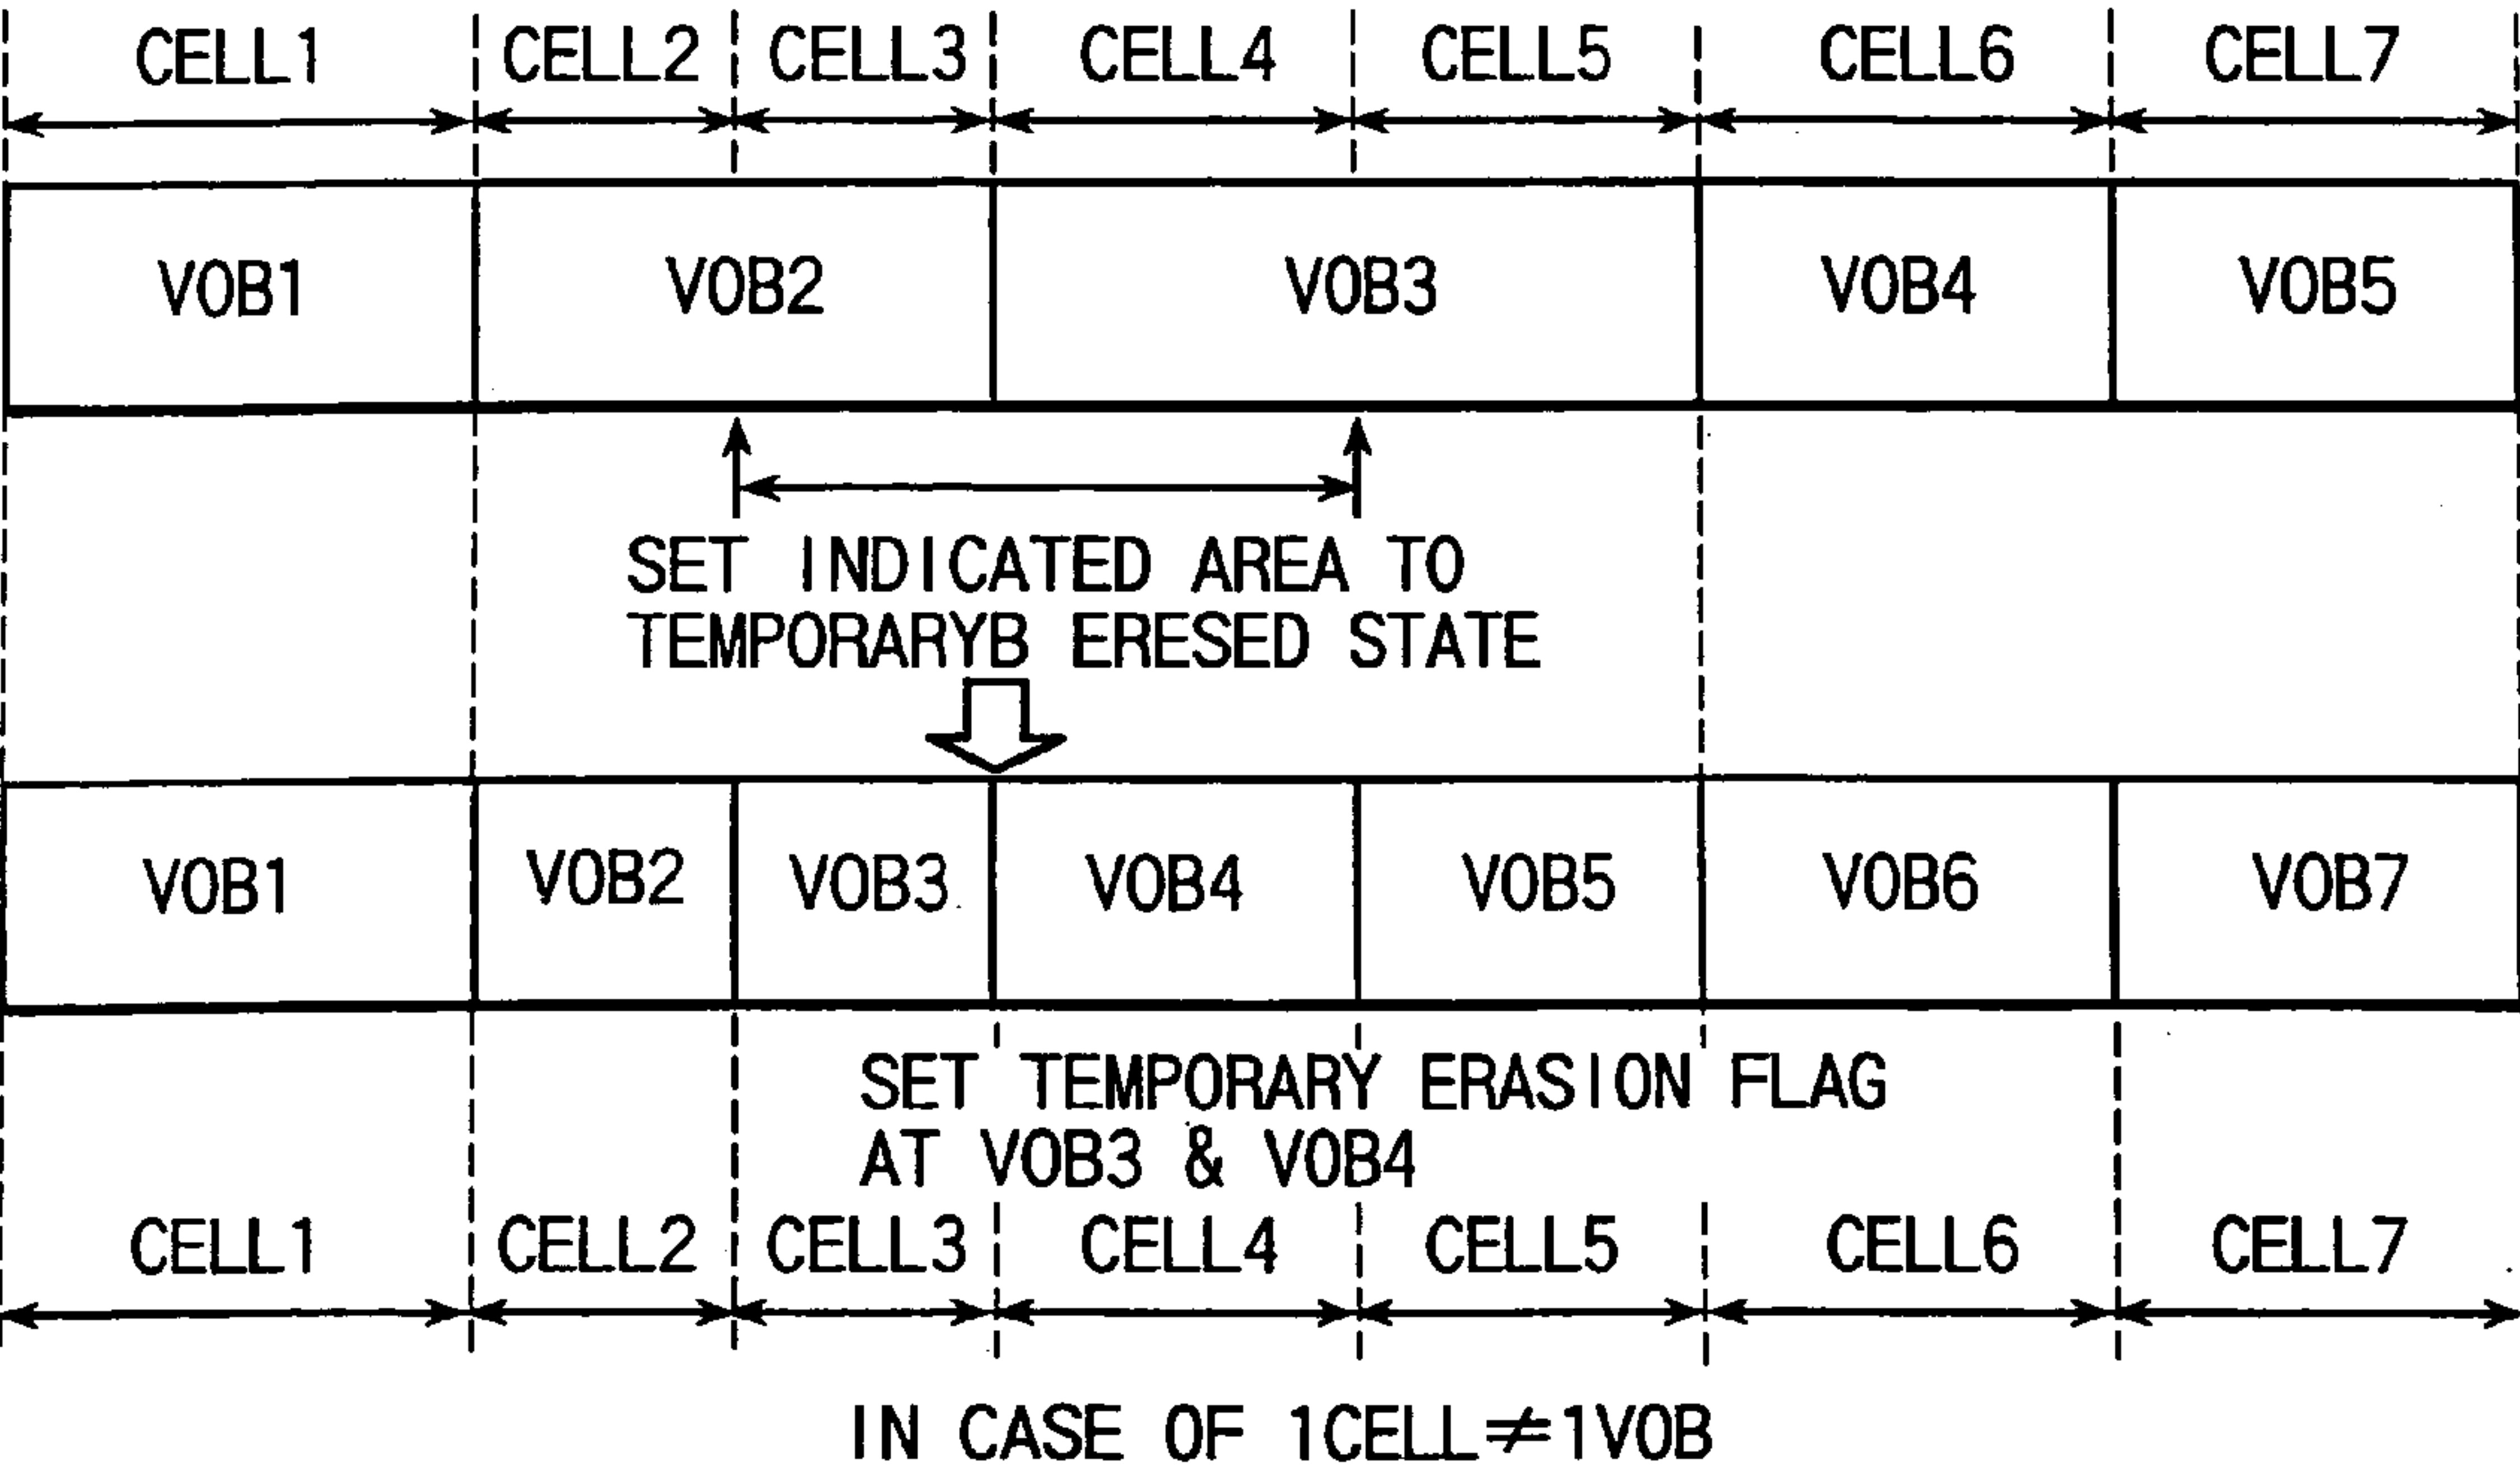 CELL1 CELL2 CELL3 CELL4 CELL5 CELL6 CELL7
VOB1 VOB2 VOB3 VOB4 VOB5
SET INDICATED AREA TO
TEMPORARYB ERESED STATE
VOB1 VOB2 VOB3 VOB4 VOB5 VOB6 VOB7
SET TEMPORARY ERASION FLAG
AT VOB3 & VOB4
CELL1 CELL2 CELL3 CELL4 CELL5 CELL6 CELL7
IN CASE OF 1CELL≠1VOB